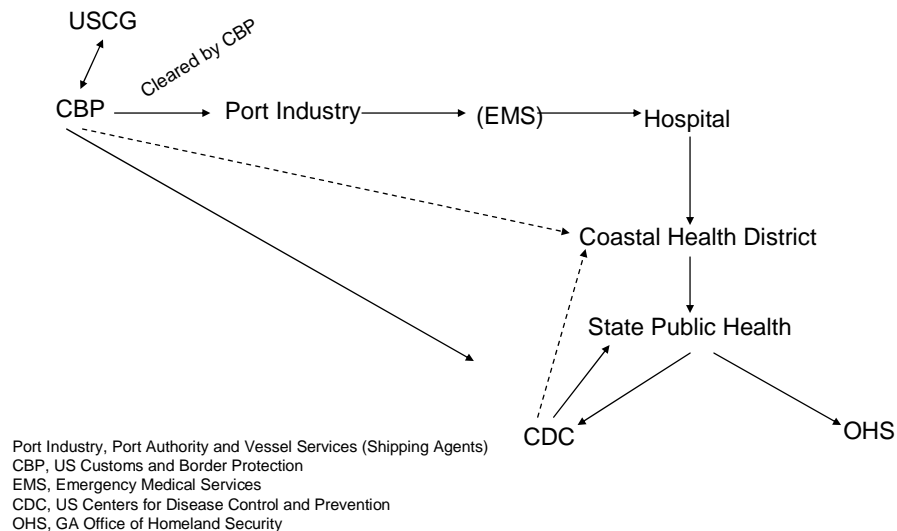 USCG
Cleared by CBP
CBP
Port Industry
(EMS)
Hospital
Coastal Health District
State Public Health
CDC
OHS
Port Industry, Port Authority and Vessel Services (Shipping Agents)
CBP, US Customs and Border Protection
EMS, Emergency Medical Services
CDC, US Centers for Disease Control and Prevention
OHS, GA Office of Homeland Security